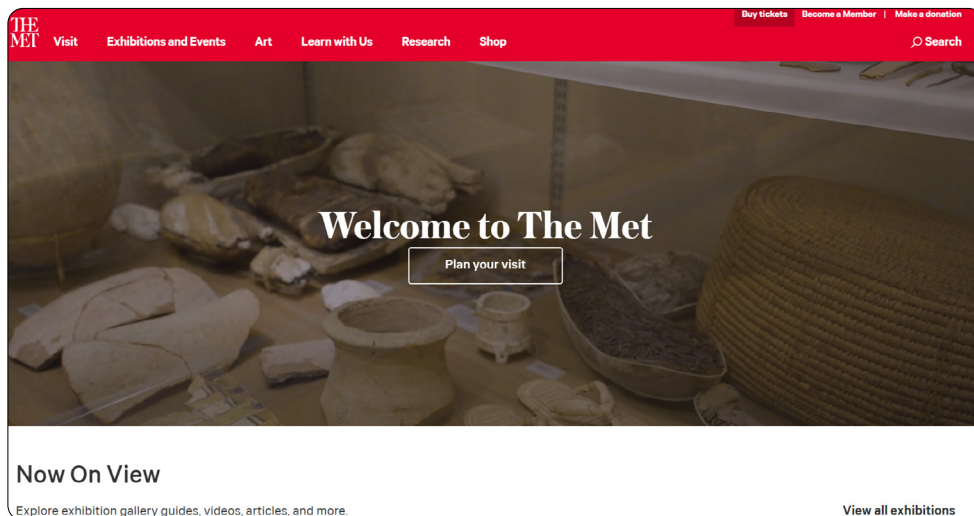 Buy tickets Become a Member | Make a donation
THE
MET
Visit Exhibitions and Events Art Learn with Us Research Shop Search
Welcome to The Met
Plan your visit
Now On View
Explore exhibition gallery guides, videos, articles, and more. View all exhibitions